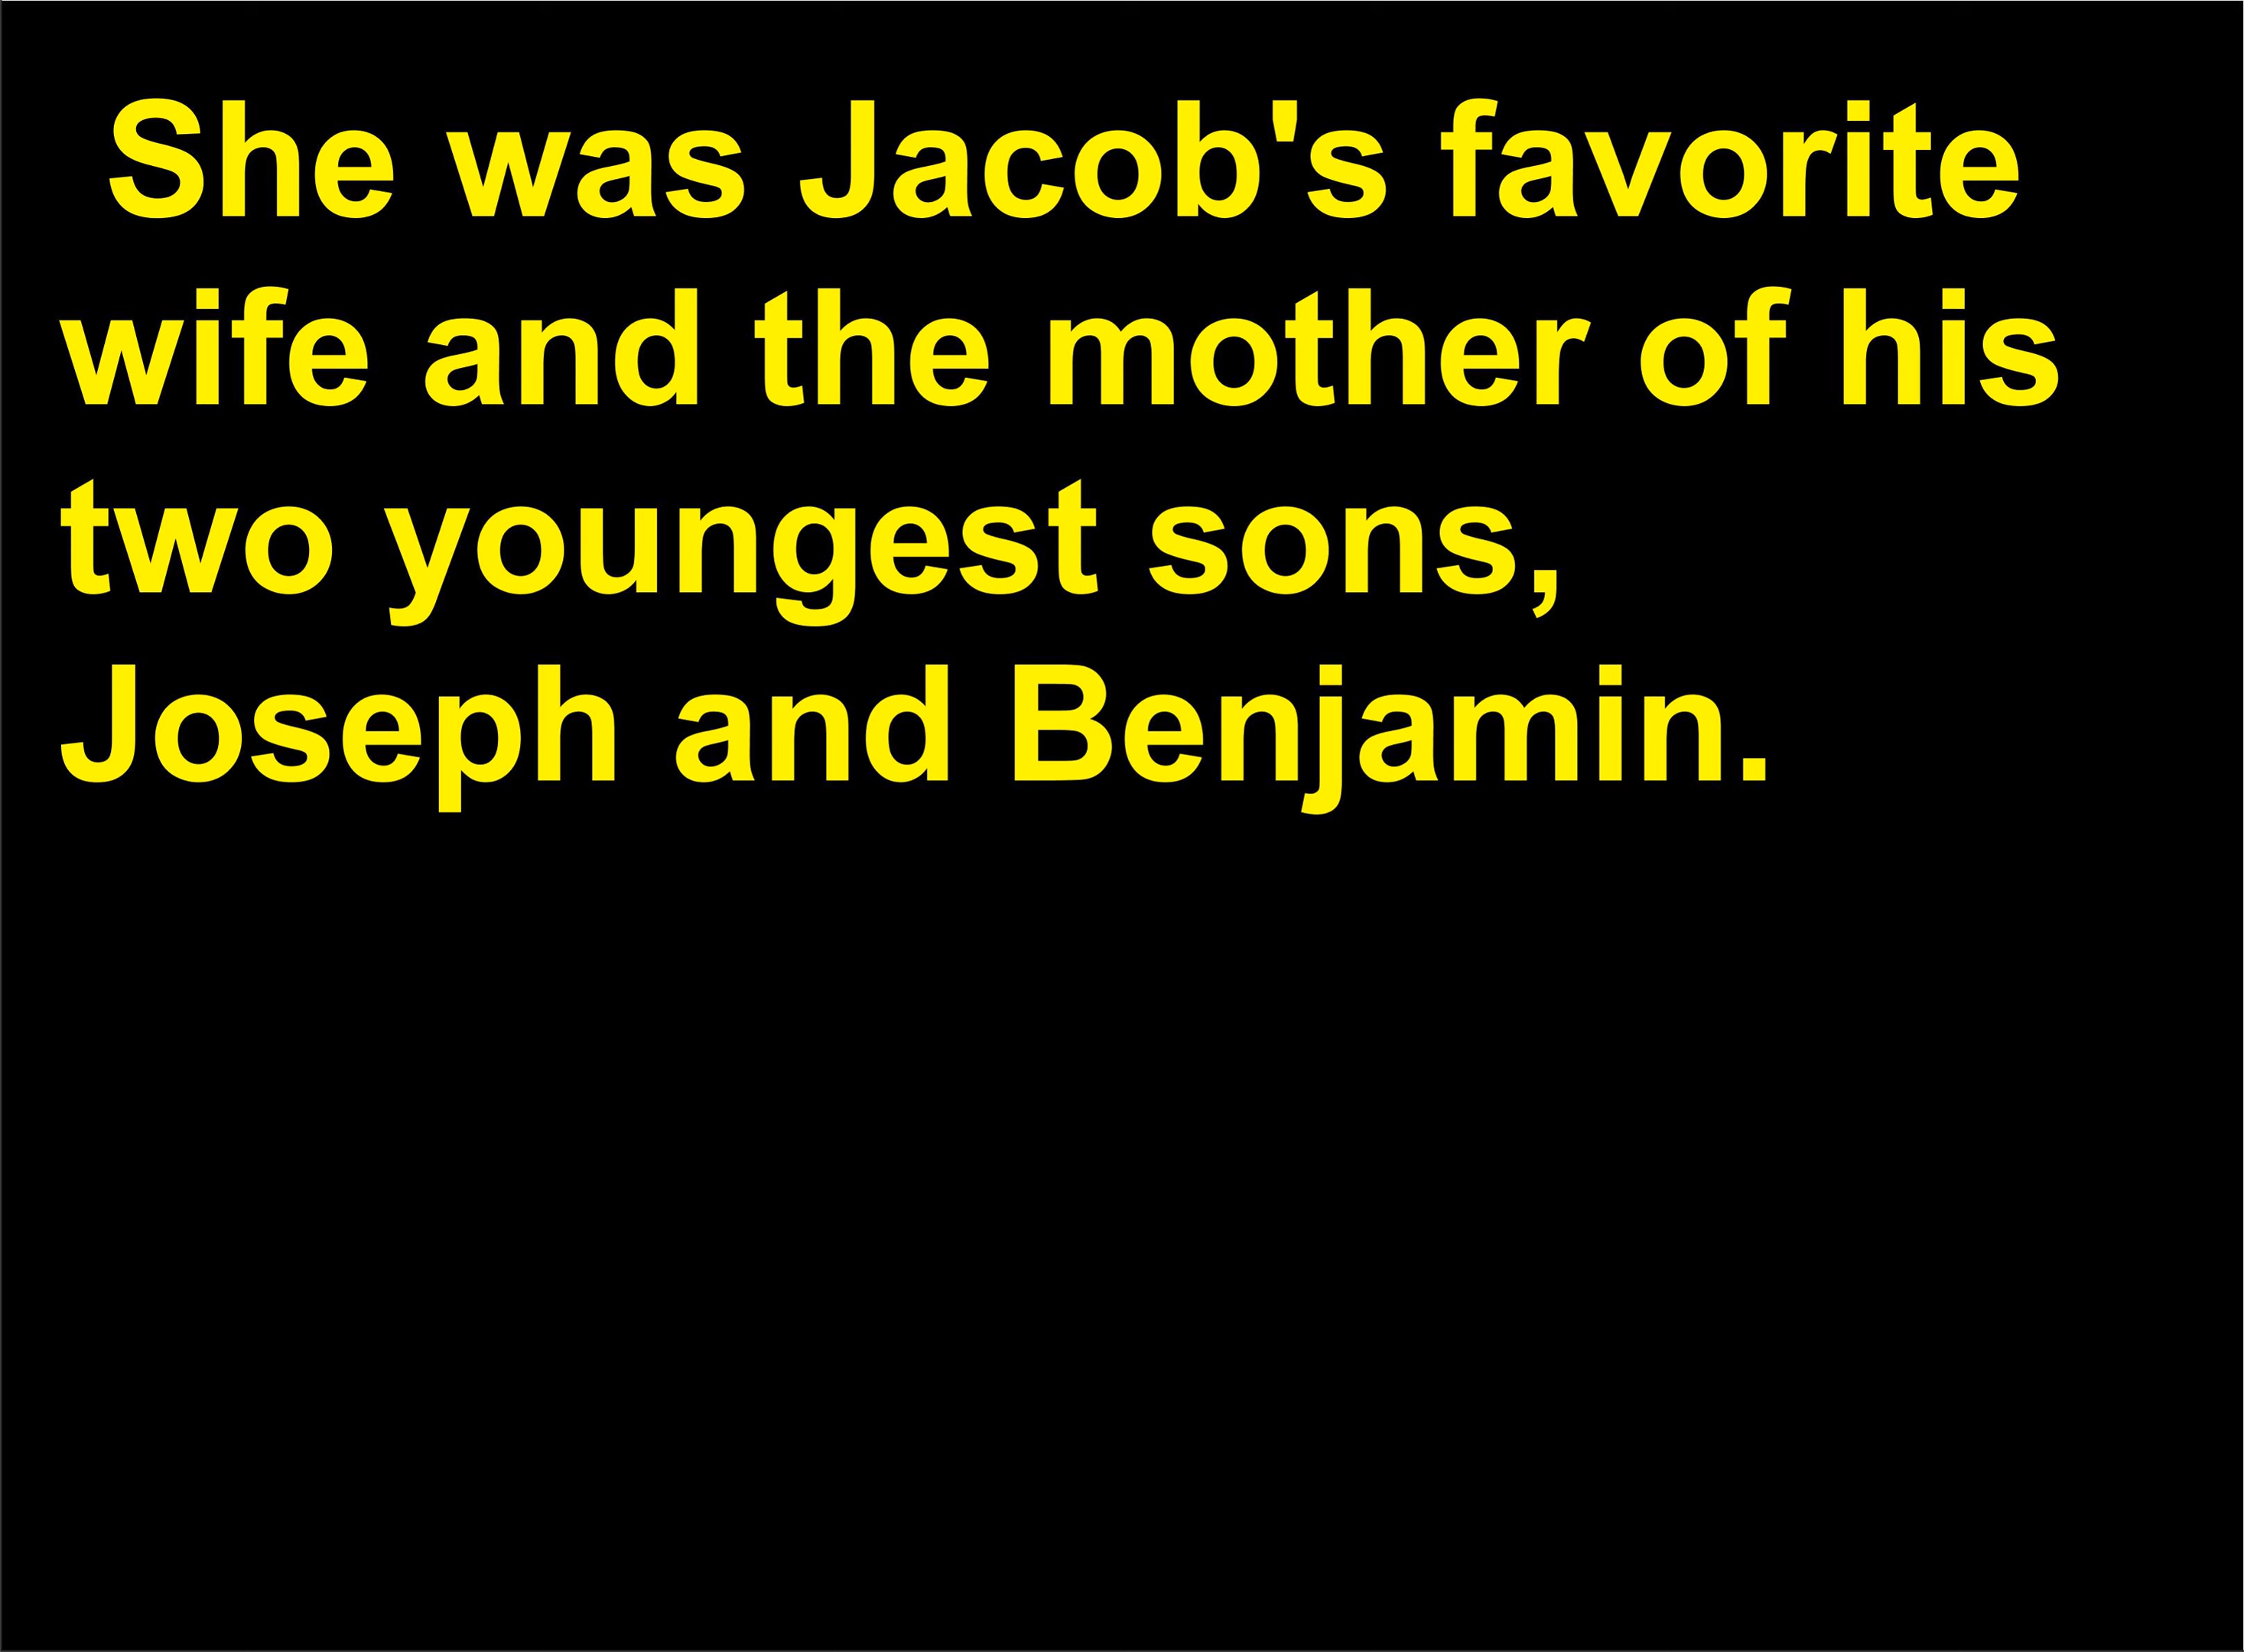 She was Jacob's favorite
wife and the mother of his
two youngest sons,
Joseph and Benjamin.